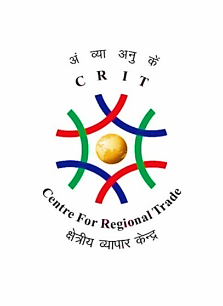 अं व्या अनु कें
C R I T
Centre For Regional Trade
क्षेत्रीय व्यापार केन्द्र